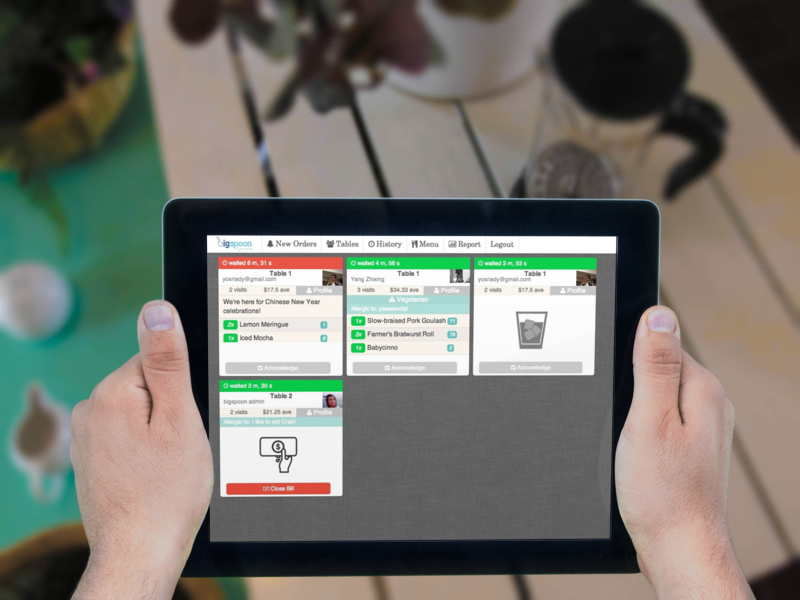 bigspoon New Orders Tables History Menu Report Logout
waited 6 m, 31 s
Table 1
yosriady@gmail.com
2 visits $17.5 ave Profile
We're here for Chinese New Year
celebrations!
2x Lemon Meringue
1x Iced Mocha
Acknowledge
waited 4 m, 56 s
Table 1
Yang Zhixing
3 visits $34.33 ave Profile
Vegetarian
Allergic to:
1x Slow-braised Pork Goulash
3x Farmer's Bratwurst Roll
1x Babycinno
Acknowledge
waited 3 m, 53 s
Table 1
yosriady@gmail.com
2 visits $17.5 ave Profile
Acknowledge
waited 2 m, 30 s
Table 2
bigspoon admin
2 visits $21.25 ave Profile
Allergic to: I like to eat Crab!
$
Close Bill